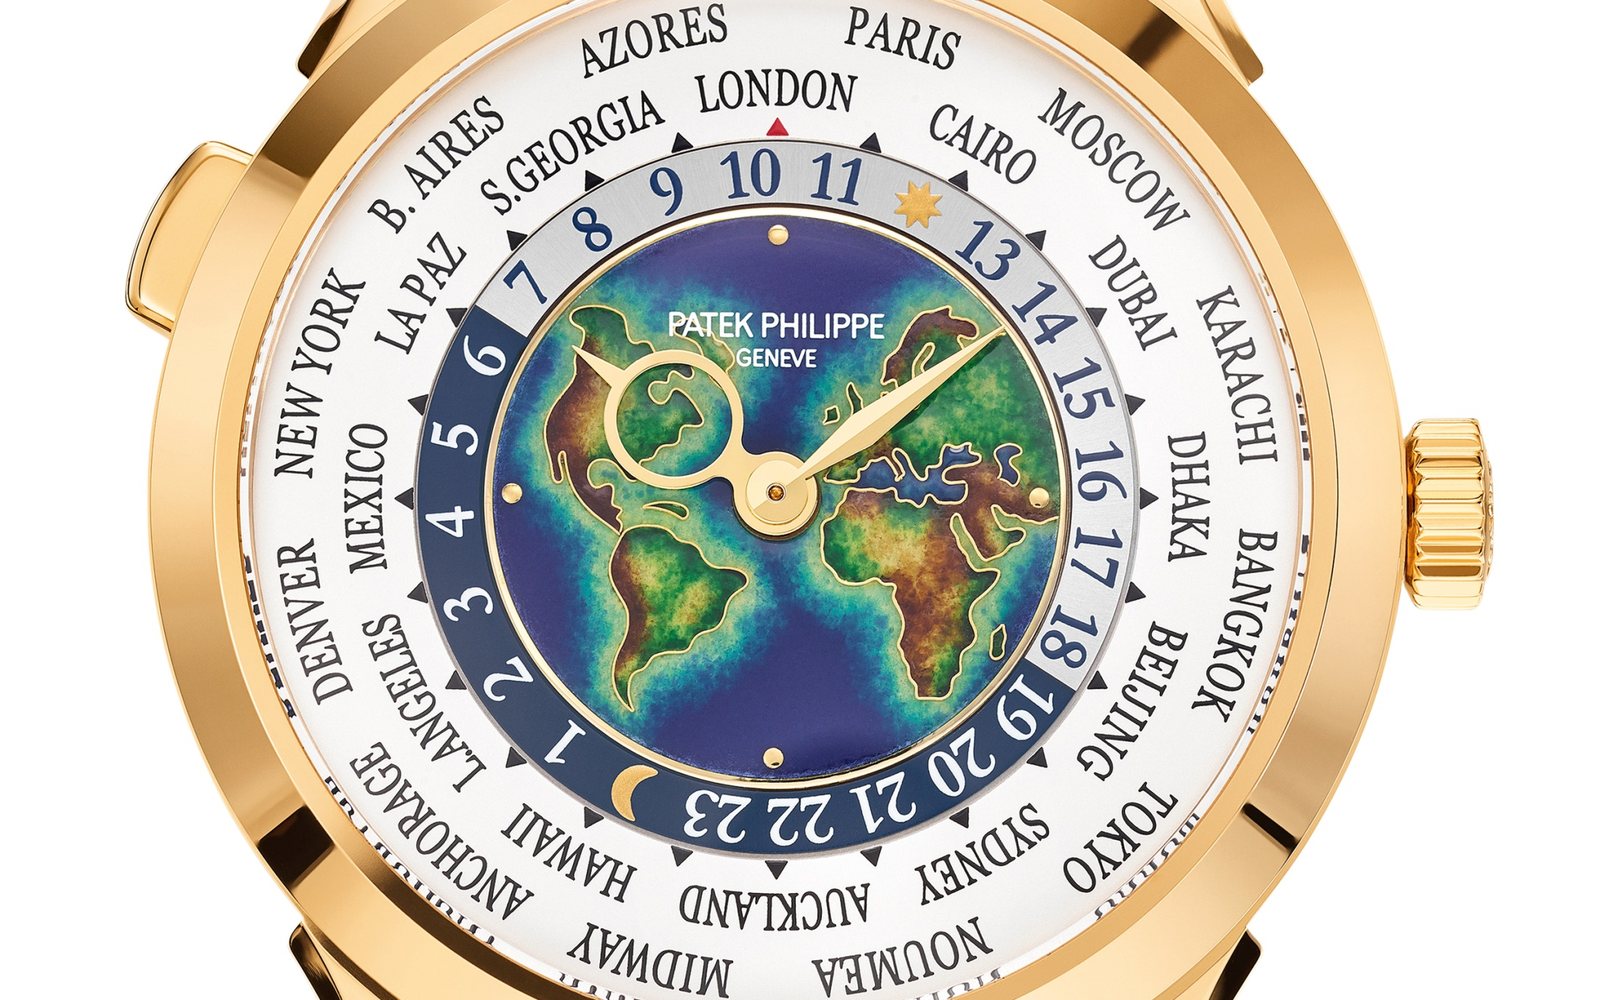 PATEK PHILIPPE
GENEVE
LONDON
PARIS
CAIRO
MOSCOW
DUBAI
KARACHI
DHAKA
BANGKOK
BEIJING
TOKYO
SYDNEY
NOUMEA
AUCKLAND
MIDWAY
HAWAII
ANCHORAGE
L.ANGELES
DENVER
MEXICO
NEW YORK
LA PAZ
B. AIRES
S.GEORGIA
AZORES
10
11
13
14
15
16
17
18
19
20
21
22
23
1
2
3
4
5
6
7
8
9